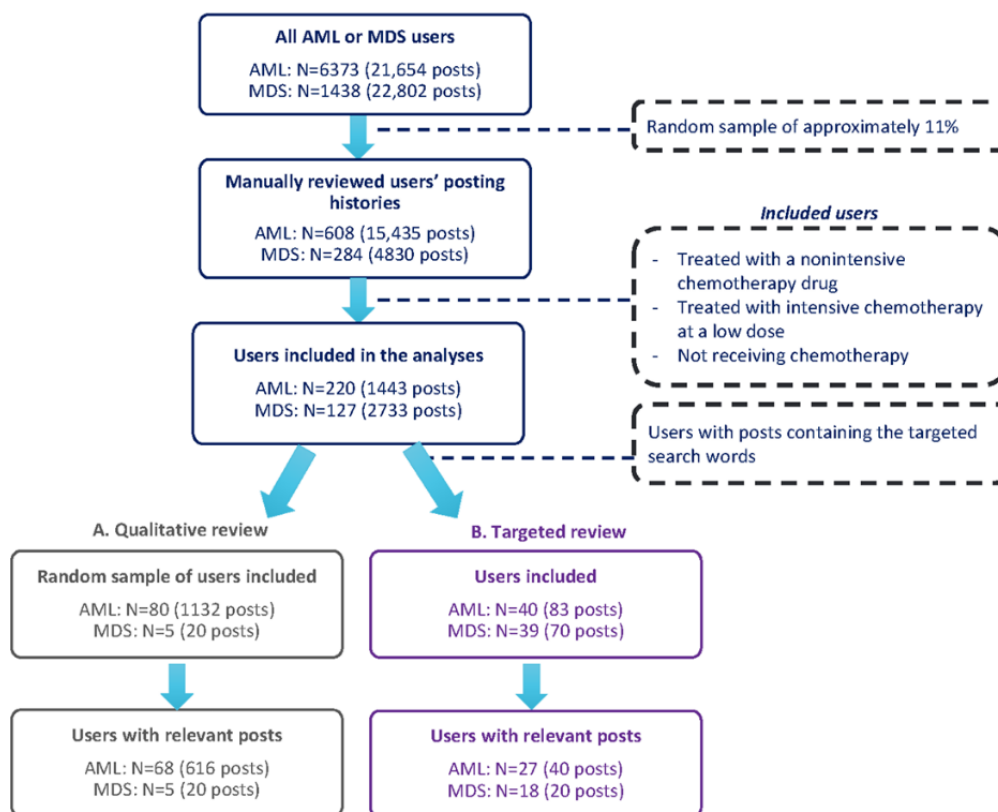 All AML or MDS users
AML: N=6373 (21,654 posts)
MDS: N=1438 (22,802 posts)
Random sample of approximately 11%
Manually reviewed users’ posting
histories
AML: N=608 (15,435 posts)
MDS: N=284 (4830 posts)
Included users
- Treated with a nonintensive
chemotherapy drug
- Treated with intensive chemotherapy
at a low dose
- Not receiving chemotherapy
Users included in the analyses
AML: N=220 (1443 posts)
MDS: N=127 (2733 posts)
Users with posts containing the targeted
search words
A. Qualitative review
Random sample of users included
AML: N=80 (1132 posts)
MDS: N=5 (20 posts)
Users with relevant posts
AML: N=68 (616 posts)
MDS: N=5 (20 posts)
B. Targeted review
Users included
AML: N=40 (83 posts)
MDS: N=39 (70 posts)
Users with relevant posts
AML: N=27 (40 posts)
MDS: N=18 (20 posts)